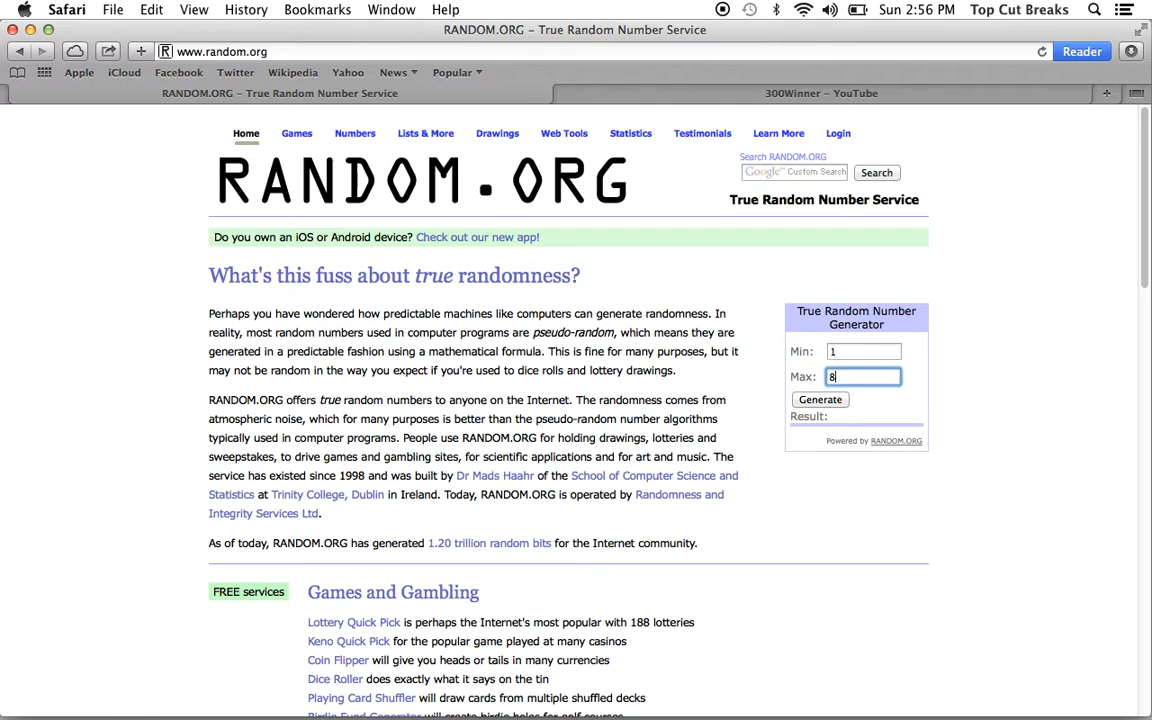 Safari File Edit View History Bookmarks Window Help Sun 2:56 PM Top Cut Breaks
RANDOM.ORG – True Random Number Service
www.random.org Reader
Apple iCloud Facebook Twitter Wikipedia Yahoo News Popular
RANDOM.ORG – True Random Number Service 300Winner – YouTube
Home Games Numbers Lists & More Drawings Web Tools Statistics Testimonials Learn More Login
Search RANDOM.ORG
RANDOM.ORG
Google™ Custom Search Search
True Random Number Service
Do you own an iOS or Android device? Check out our new app!
What's this fuss about true randomness?
Perhaps you have wondered how predictable machines like computers can generate randomness. In
reality, most random numbers used in computer programs are pseudo-random, which means they are
generated in a predictable fashion using a mathematical formula. This is fine for many purposes, but it
may not be random in the way you expect if you're used to dice rolls and lottery drawings.
RANDOM.ORG offers true random numbers to anyone on the Internet. The randomness comes from
atmospheric noise, which for many purposes is better than the pseudo-random number algorithms
typically used in computer programs. People use RANDOM.ORG for holding drawings, lotteries and
sweepstakes, to drive games and gambling sites, for scientific applications and for art and music. The
service has existed since 1998 and was built by Dr Mads Haahr of the School of Computer Science and
Statistics at Trinity College, Dublin in Ireland. Today, RANDOM.ORG is operated by Randomness and
Integrity Services Ltd.
As of today, RANDOM.ORG has generated 1.20 trillion random bits for the Internet community.
True Random Number
Generator
Min: 1
Max: 8
Generate
Result:
Powered by RANDOM.ORG
FREE services
Games and Gambling
Lottery Quick Pick is perhaps the Internet's most popular with 188 lotteries
Keno Quick Pick for the popular game played at many casinos
Coin Flipper will give you heads or tails in many currencies
Dice Roller does exactly what it says on the tin
Playing Card Shuffler will draw cards from multiple shuffled decks
Birdie Fund Generator will create birdie holes for golf courses